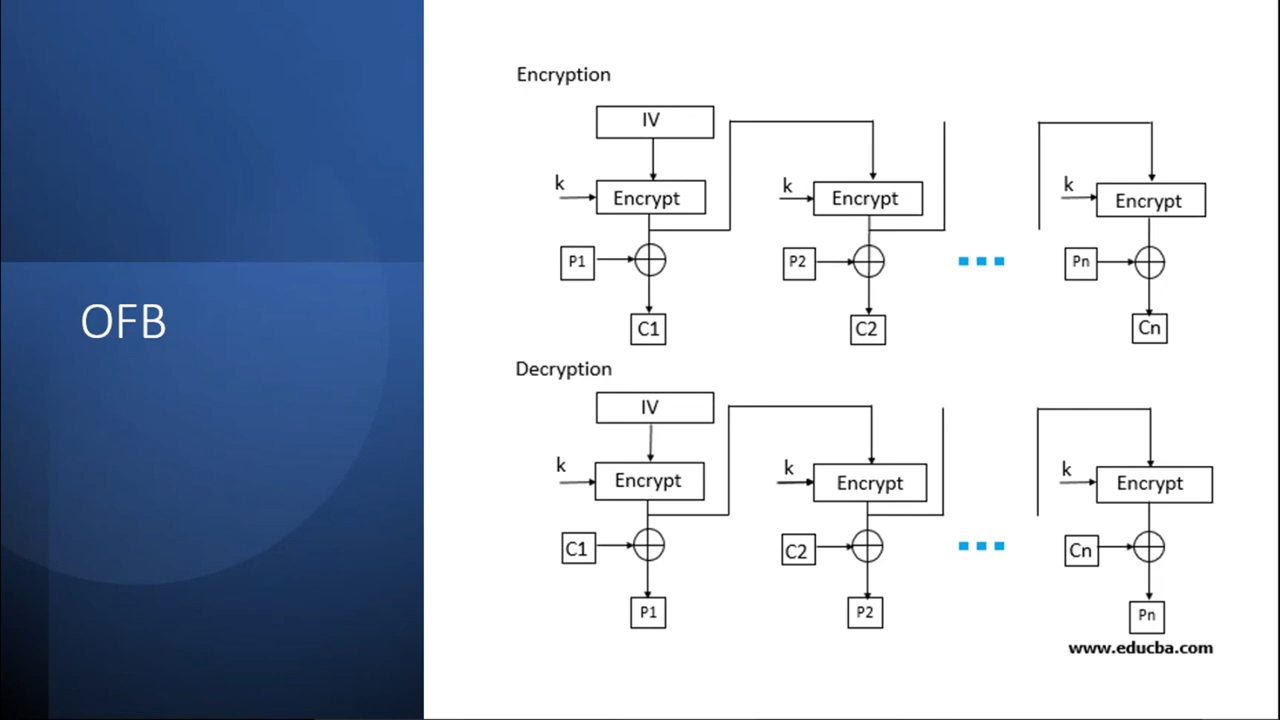 OFB
Encryption
IV
k Encrypt k Encrypt k Encrypt
P1 P2 Pn
C1 C2 Cn
Decryption
IV
k Encrypt k Encrypt k Encrypt
C1 C2 Cn
P1 P2 Pn
www.educba.com